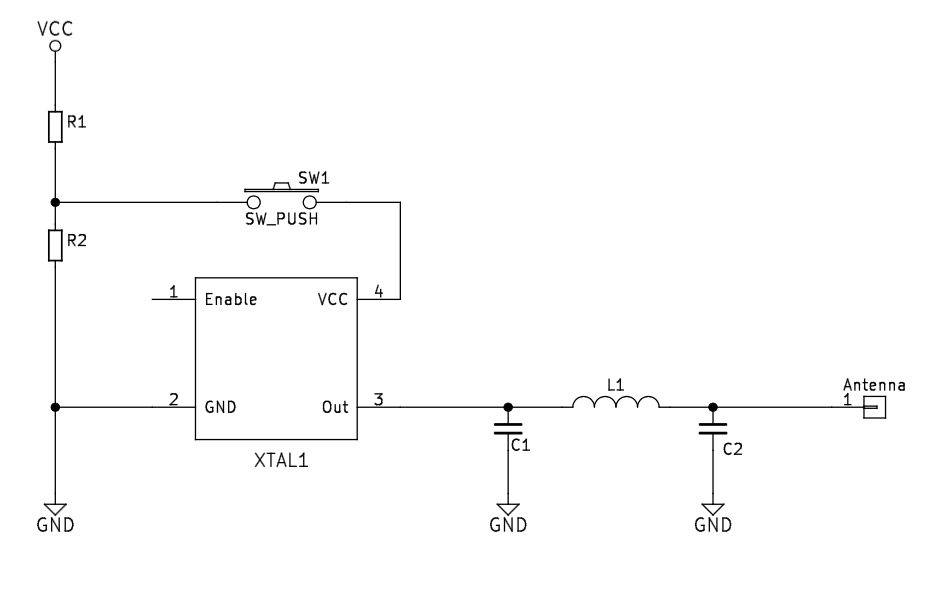 VCC
R1
SW1
SW_PUSH
R2
1
Enable
VCC
4
2
GND
Out
3
XTAL1
L1
Antenna
1
C1
C2
GND
GND
GND